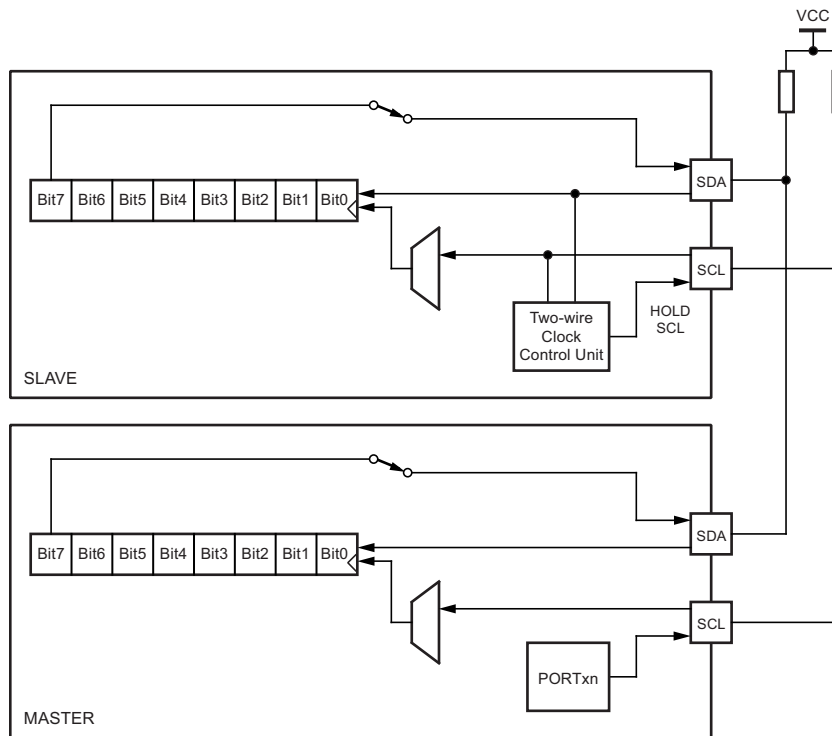 VCC
Bit7 Bit6 Bit5 Bit4 Bit3 Bit2 Bit1 Bit0
SDA
SCL
Two-wire
Clock
Control Unit
HOLD
SCL
SLAVE
Bit7 Bit6 Bit5 Bit4 Bit3 Bit2 Bit1 Bit0
SDA
SCL
PORTxn
MASTER